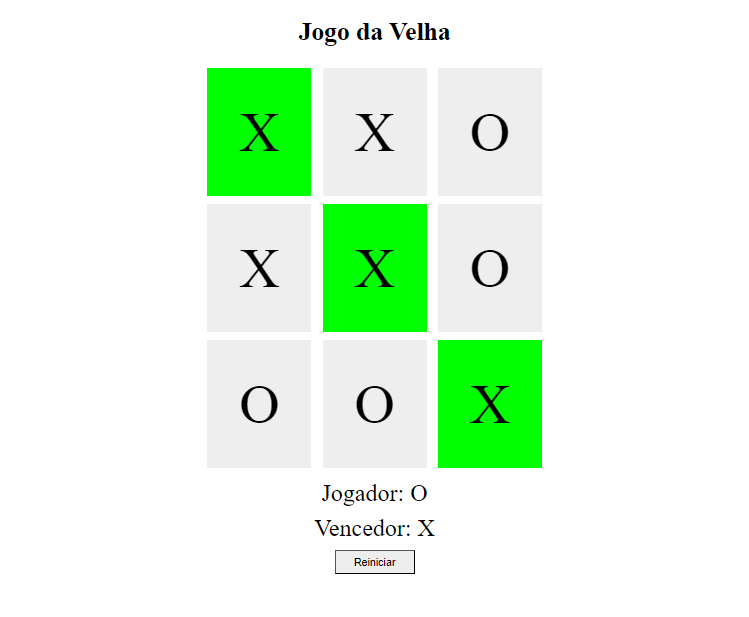 Jogo da Velha
X X O
X X O
O O X
Jogador: O
Vencedor: X
Reiniciar